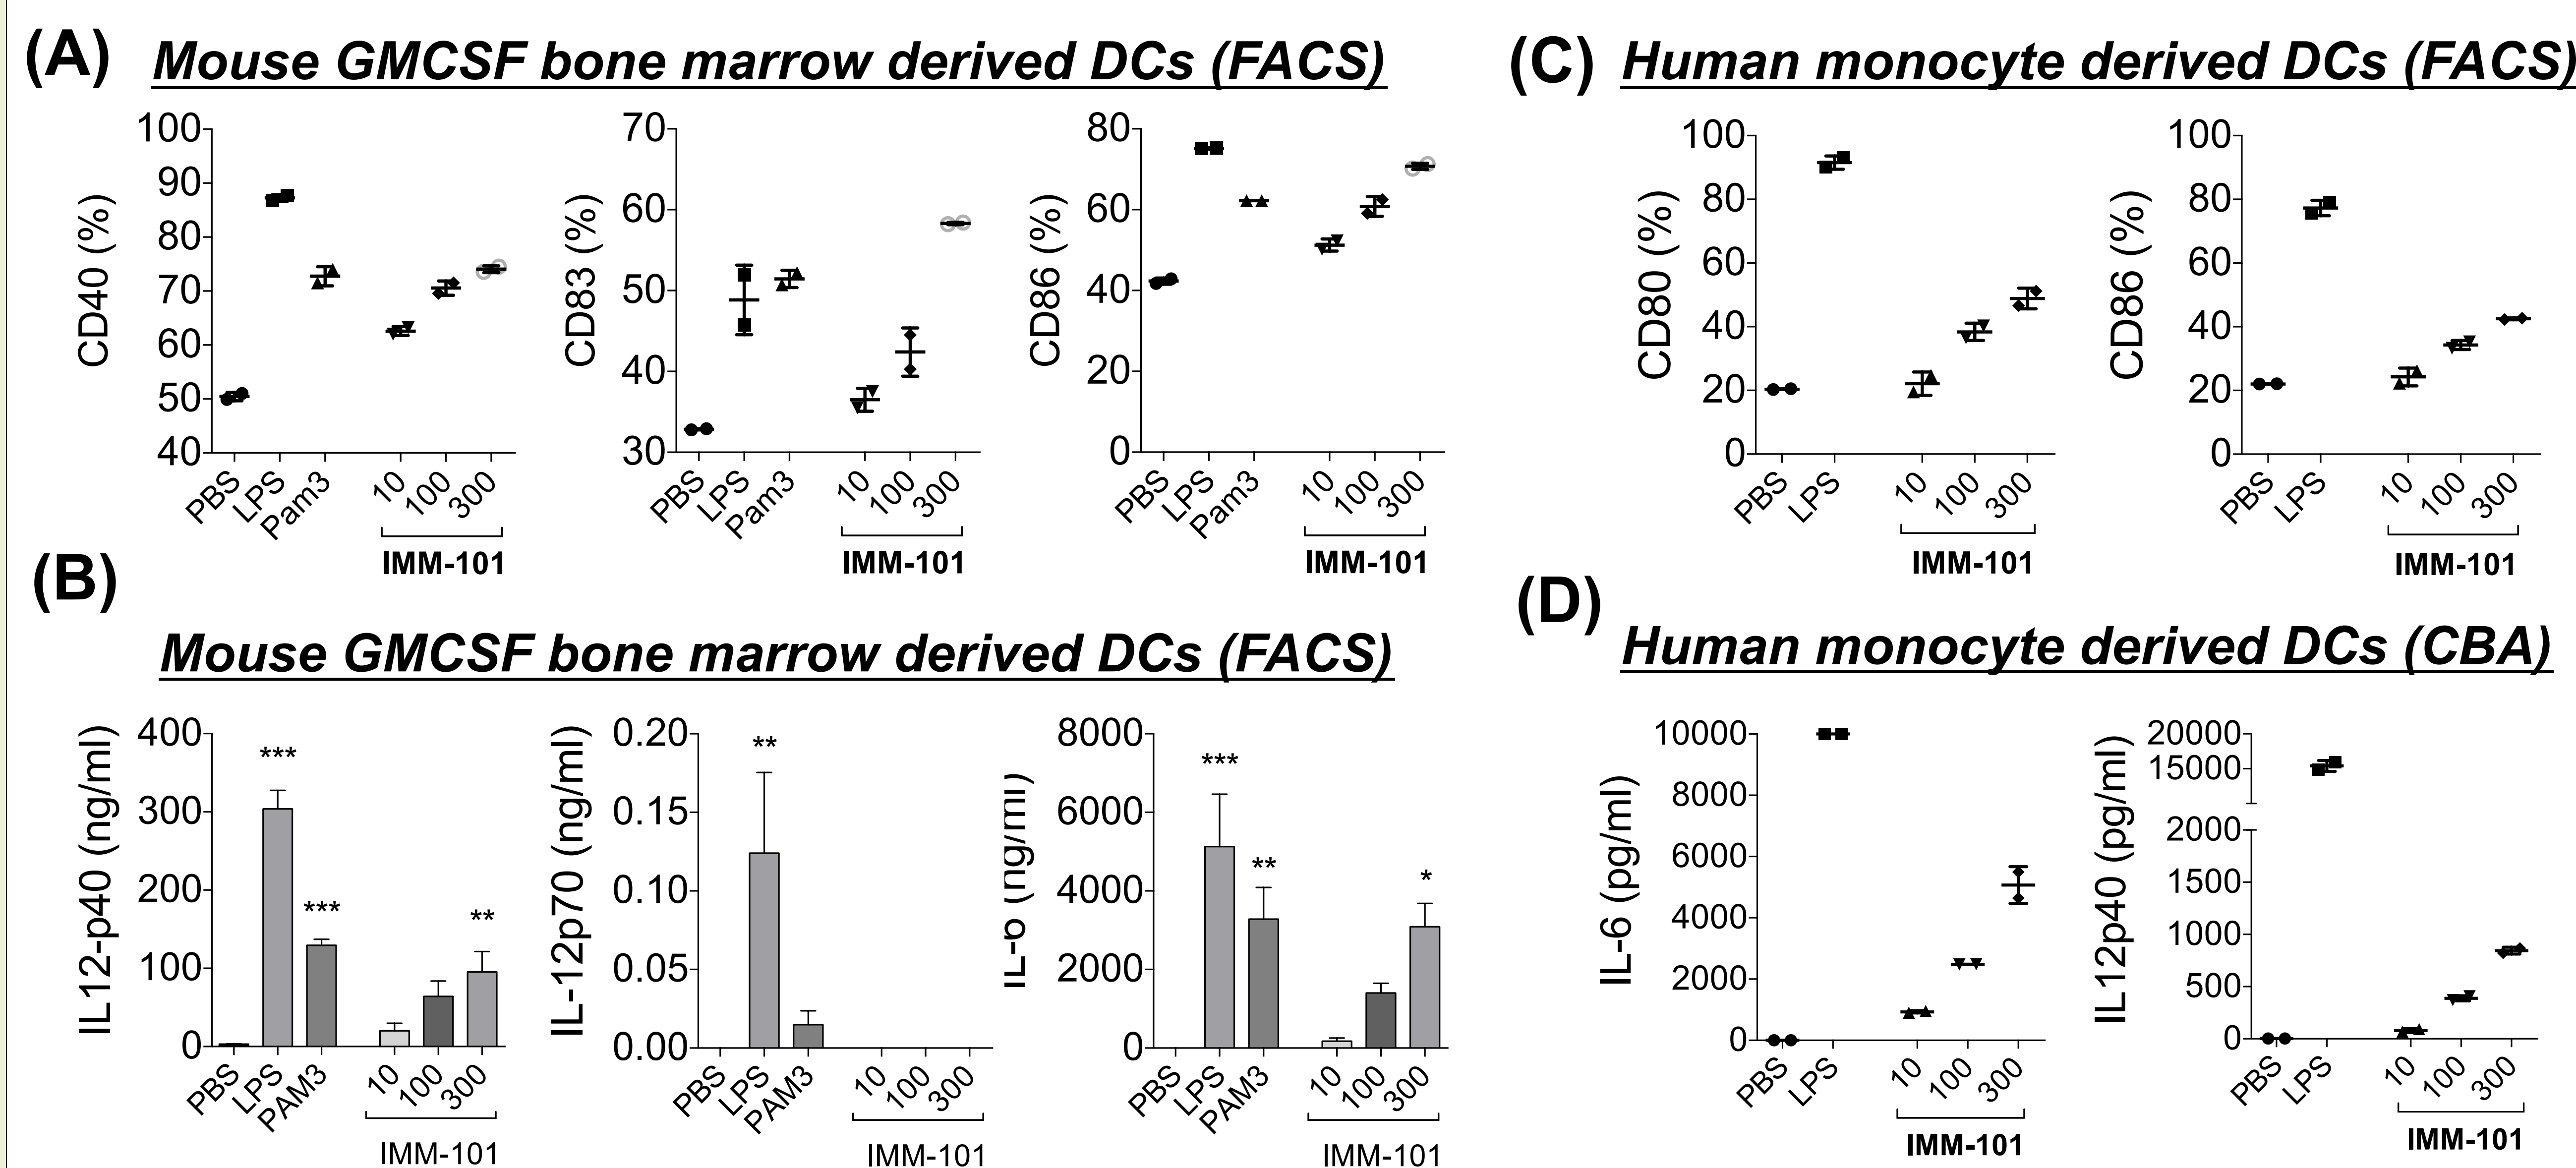 (A) Mouse GMCSF bone marrow derived DCs (FACS)
CD40 (%)
100
90
80
70
60
50
40
PBS
LPS
Pam3
10
100
300
IMM-101
CD83 (%)
70
60
50
40
30
PBS
LPS
Pam3
10
100
300
IMM-101
CD86 (%)
80
60
40
20
0
PBS
LPS
Pam3
10
100
300
IMM-101
(B)
Mouse GMCSF bone marrow derived DCs (FACS)
IL12-p40 (ng/ml)
400
300
200
100
0
***
***
**
PBS
LPS
PAM3
10
100
300
IMM-101
IL-12p70 (ng/ml)
0.20
0.15
0.10
0.05
0.00
**
PBS
LPS
PAM3
10
100
300
IMM-101
IL-6 (ng/ml)
8000
6000
4000
2000
0
***
**
*
PBS
LPS
PAM3
10
100
300
IMM-101
(C) Human monocyte derived DCs (FACS)
CD80 (%)
100
80
60
40
20
0
PBS
LPS
10
100
300
IMM-101
CD86 (%)
100
80
60
40
20
0
PBS
LPS
10
100
300
IMM-101
(D)
Human monocyte derived DCs (CBA)
IL-6 (pg/ml)
10000
8000
6000
4000
2000
0
PBS
LPS
10
100
300
IMM-101
IL12p40 (pg/ml)
20000
15000
2000
1500
1000
500
0
PBS
LPS
10
100
300
IMM-101